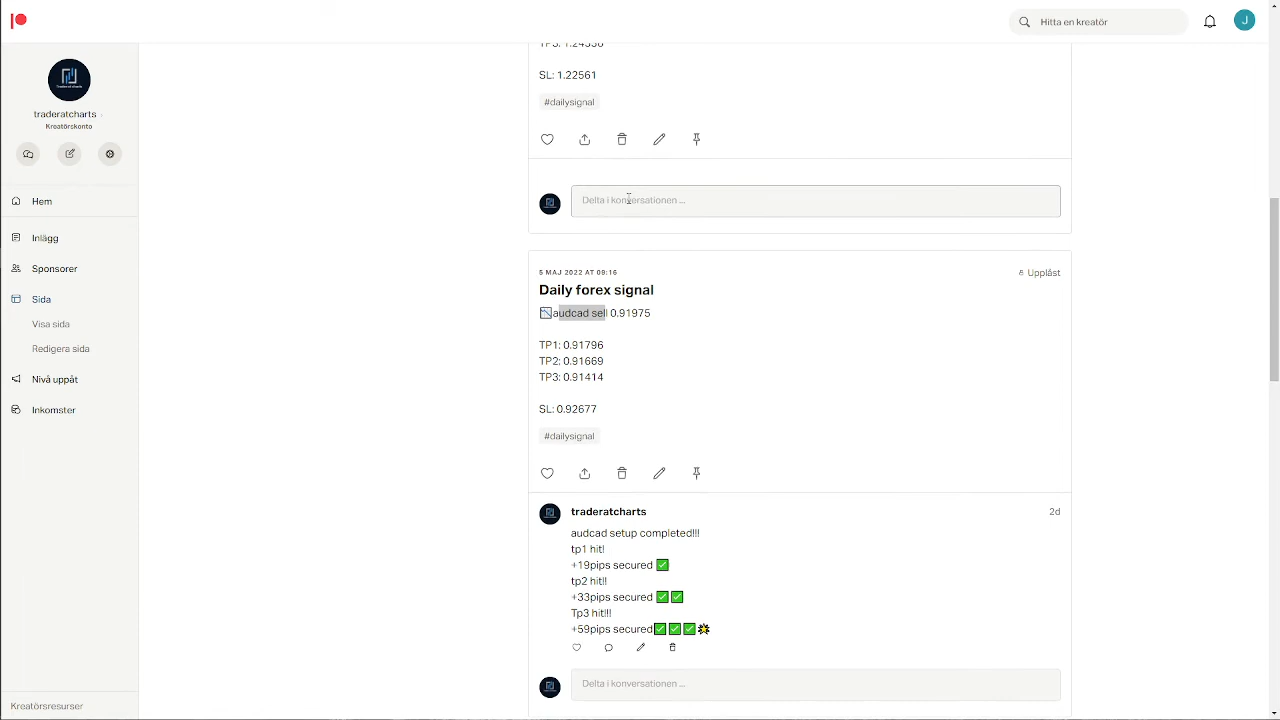 Hitta en kreatör
J
traderatcharts
Kreatörskonto
Hem
Inlägg
Sponsorer
Sida
Visa sida
Redigera sida
Nivå uppåt
Inkomster
Kreatörsresurser
TP3: 1.24336
SL: 1.22561
#dailysignal
Delta i konversationen ...
5 MAJ 2022 AT 09:16
Upplåst
Daily forex signal
audcad sell 0.91975
TP1: 0.91796
TP2: 0.91669
TP3: 0.91414
SL: 0.92677
#dailysignal
traderatcharts
2d
audcad setup completed!!!
tp1 hit!
+19pips secured ✅
tp2 hit!!
+33pips secured ✅✅
Tp3 hit!!!
+59pips secured✅✅✅💥
Delta i konversationen ...